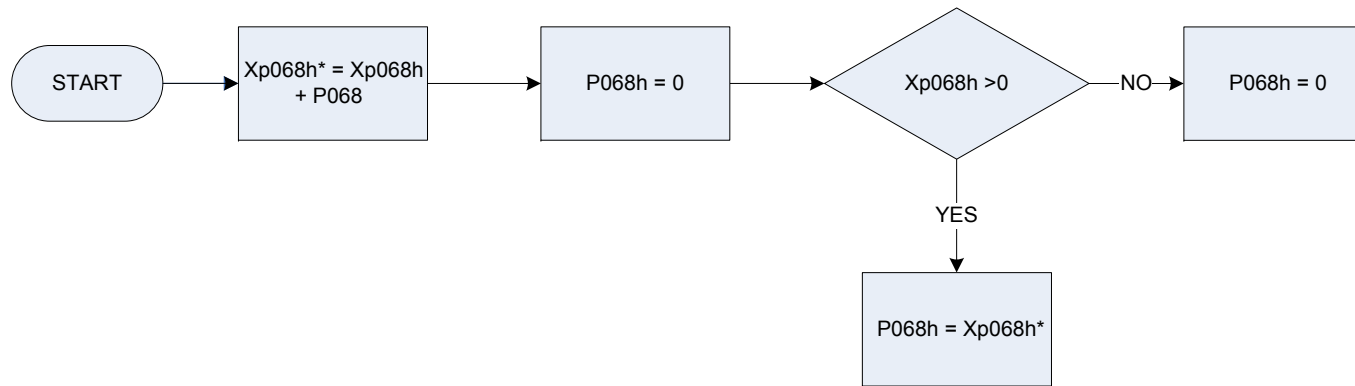 START
Xp068h* = Xp068h
+ P068
P068h = 0
Xp068h >0
NO
P068h = 0
YES
P068h = Xp068h*